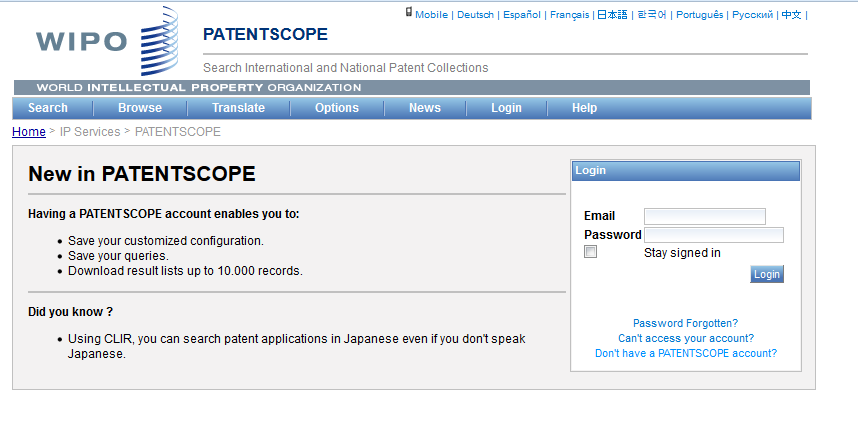 WIPO
Mobile | Deutsch | Español | Français | 日本語 | 한국어 | Português | Русский | 中文 |
PATENTSCOPE
Search International and National Patent Collections
WORLD INTELLECTUAL PROPERTY ORGANIZATION
Search Browse Translate Options News Login Help
Home > IP Services > PATENTSCOPE
New in PATENTSCOPE
Having a PATENTSCOPE account enables you to:
• Save your customized configuration.
• Save your queries.
• Download result lists up to 10.000 records.
Did you know ?
• Using CLIR, you can search patent applications in Japanese even if you don't speak
Japanese.
Login
Email
Password
Stay signed in
Login
Password Forgotten?
Can't access your account?
Don't have a PATENTSCOPE account?